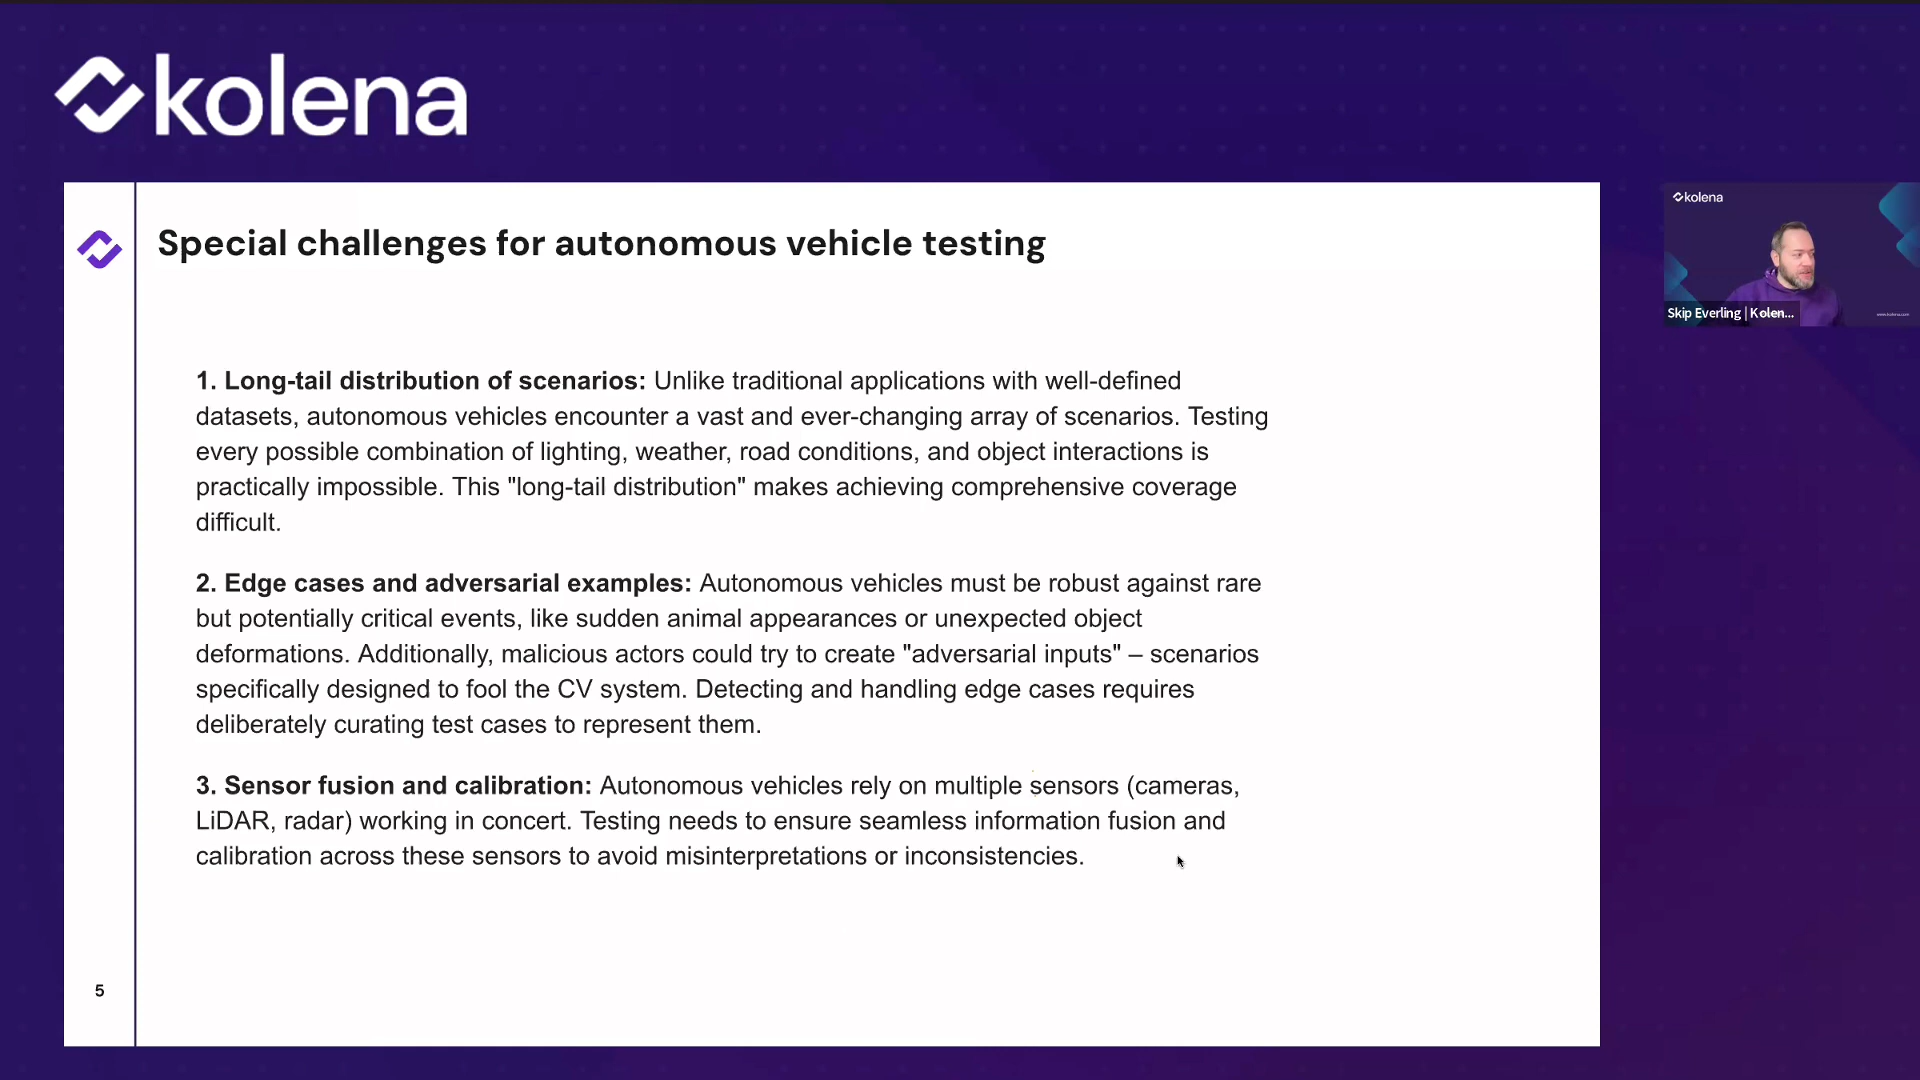 kolena
Special challenges for autonomous vehicle testing
1. Long-tail distribution of scenarios: Unlike traditional applications with well-defined
datasets, autonomous vehicles encounter a vast and ever-changing array of scenarios. Testing
every possible combination of lighting, weather, road conditions, and object interactions is
practically impossible. This "long-tail distribution" makes achieving comprehensive coverage
difficult.
2. Edge cases and adversarial examples: Autonomous vehicles must be robust against rare
but potentially critical events, like sudden animal appearances or unexpected object
deformations. Additionally, malicious actors could try to create "adversarial inputs" – scenarios
specifically designed to fool the CV system. Detecting and handling edge cases requires
deliberately curating test cases to represent them.
3. Sensor fusion and calibration: Autonomous vehicles rely on multiple sensors (cameras,
LiDAR, radar) working in concert. Testing needs to ensure seamless information fusion and
calibration across these sensors to avoid misinterpretations or inconsistencies.
5
kolena
Skip Everling | Kolen...